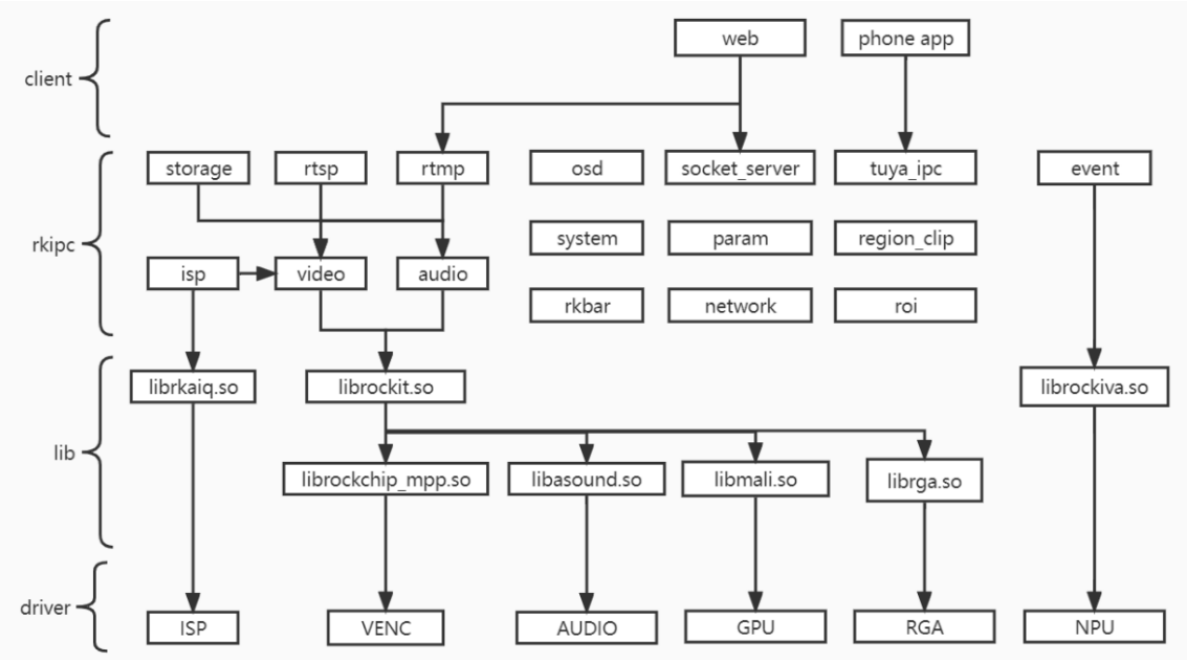 web
phone app
client
storage
rtsp
rtmp
osd
socket_server
tuya_ipc
event
system
param
region_clip
rkipc
isp
video
audio
rkbar
network
roi
librkaiq.so
librockit.so
librockiva.so
lib
librockchip_mpp.so
libasound.so
libmali.so
librga.so
driver
ISP
VENC
AUDIO
GPU
RGA
NPU